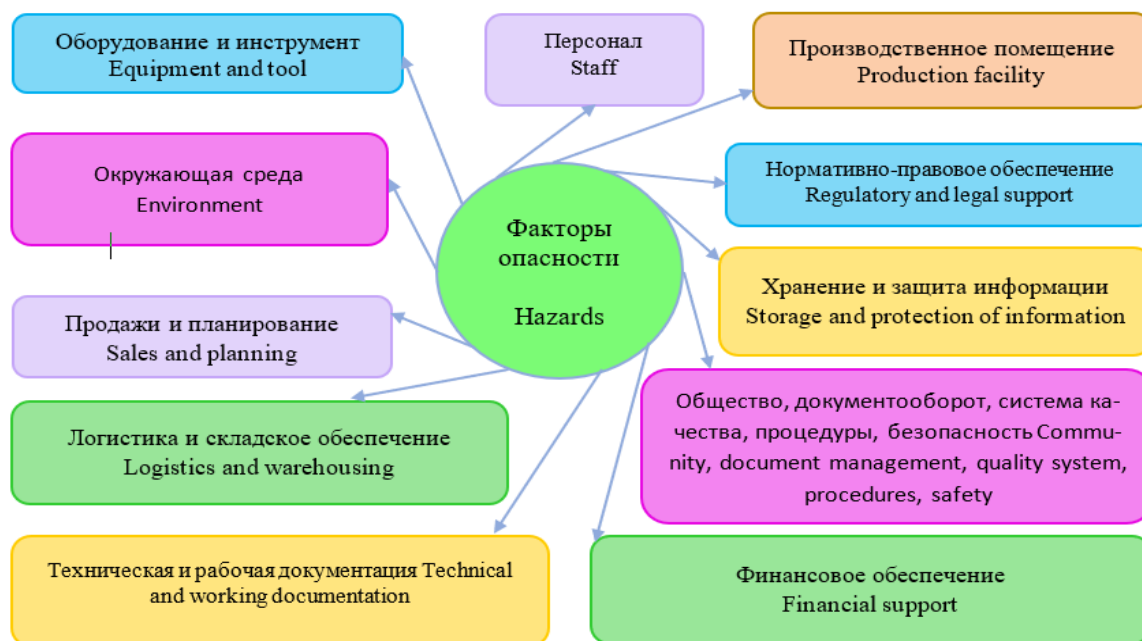 Оборудование и инструмент
Equipment and tool
Персонал
Staff
Производственное помещение
Production facility
Окружающая среда
Environment
Нормативно-правовое обеспечение
Regulatory and legal support
Факторы
опасности
Hazards
Хранение и защита информации
Storage and protection of information
Продажи и планирование
Sales and planning
Общество, документооборот, система ка-
чества, процедуры, безопасность Commu-
nity, document management, quality system,
procedures, safety
Логистика и складское обеспечение
Logistics and warehousing
Техническая и рабочая документация Technical
and working documentation
Финансовое обеспечение
Financial support